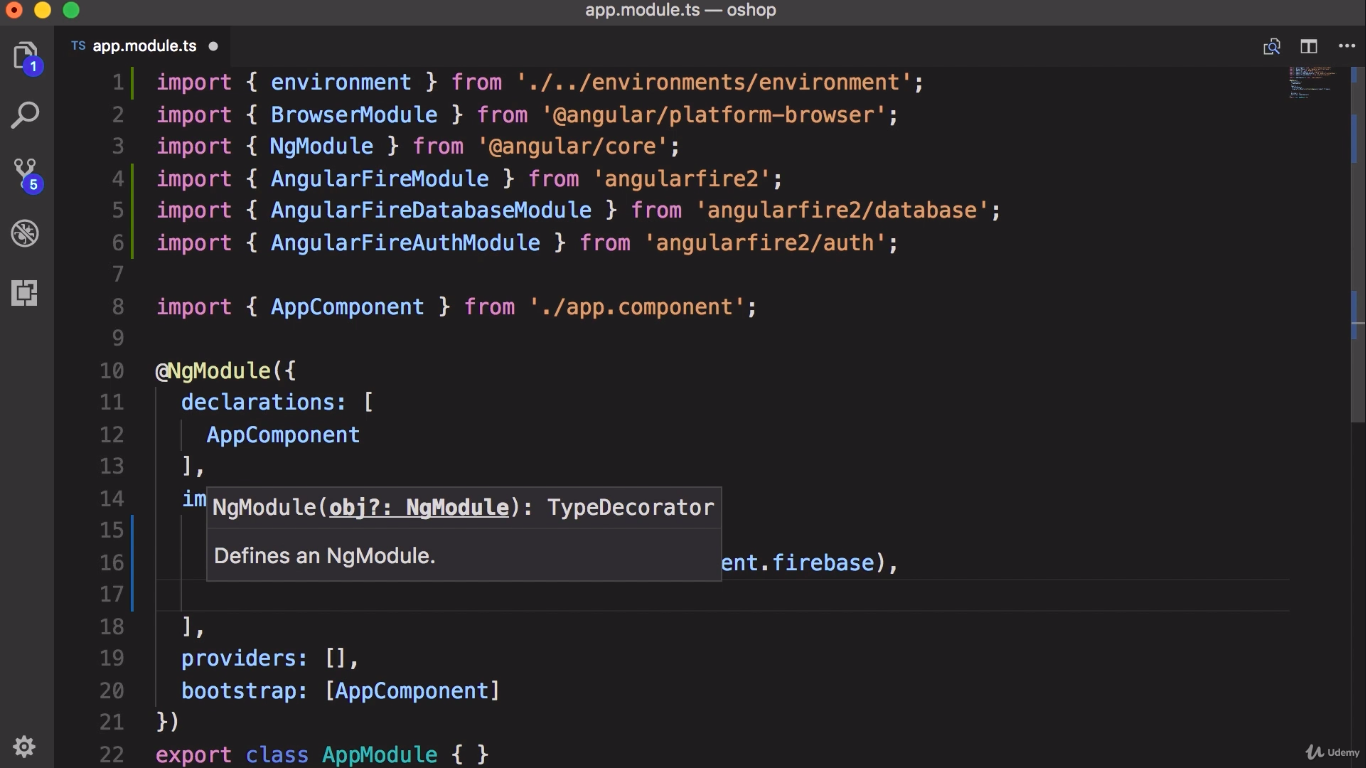 app.module.ts — oshop
TS app.module.ts
1 import { environment } from './../environments/environment';
2 import { BrowserModule } from '@angular/platform-browser';
3 import { NgModule } from '@angular/core';
4 import { AngularFireModule } from 'angularfire2';
5 import { AngularFireDatabaseModule } from 'angularfire2/database';
6 import { AngularFireAuthModule } from 'angularfire2/auth';
7
8 import { AppComponent } from './app.component';
9
10 @NgModule({
11 declarations: [
12 AppComponent
13 ],
14 im
NgModule(obj?: NgModule): TypeDecorator
15
Defines an NgModule.
16 ent.firebase),
17
18 ],
19 providers: [],
20 bootstrap: [AppComponent]
21 })
22 export class AppModule { }
1
5
Udemy